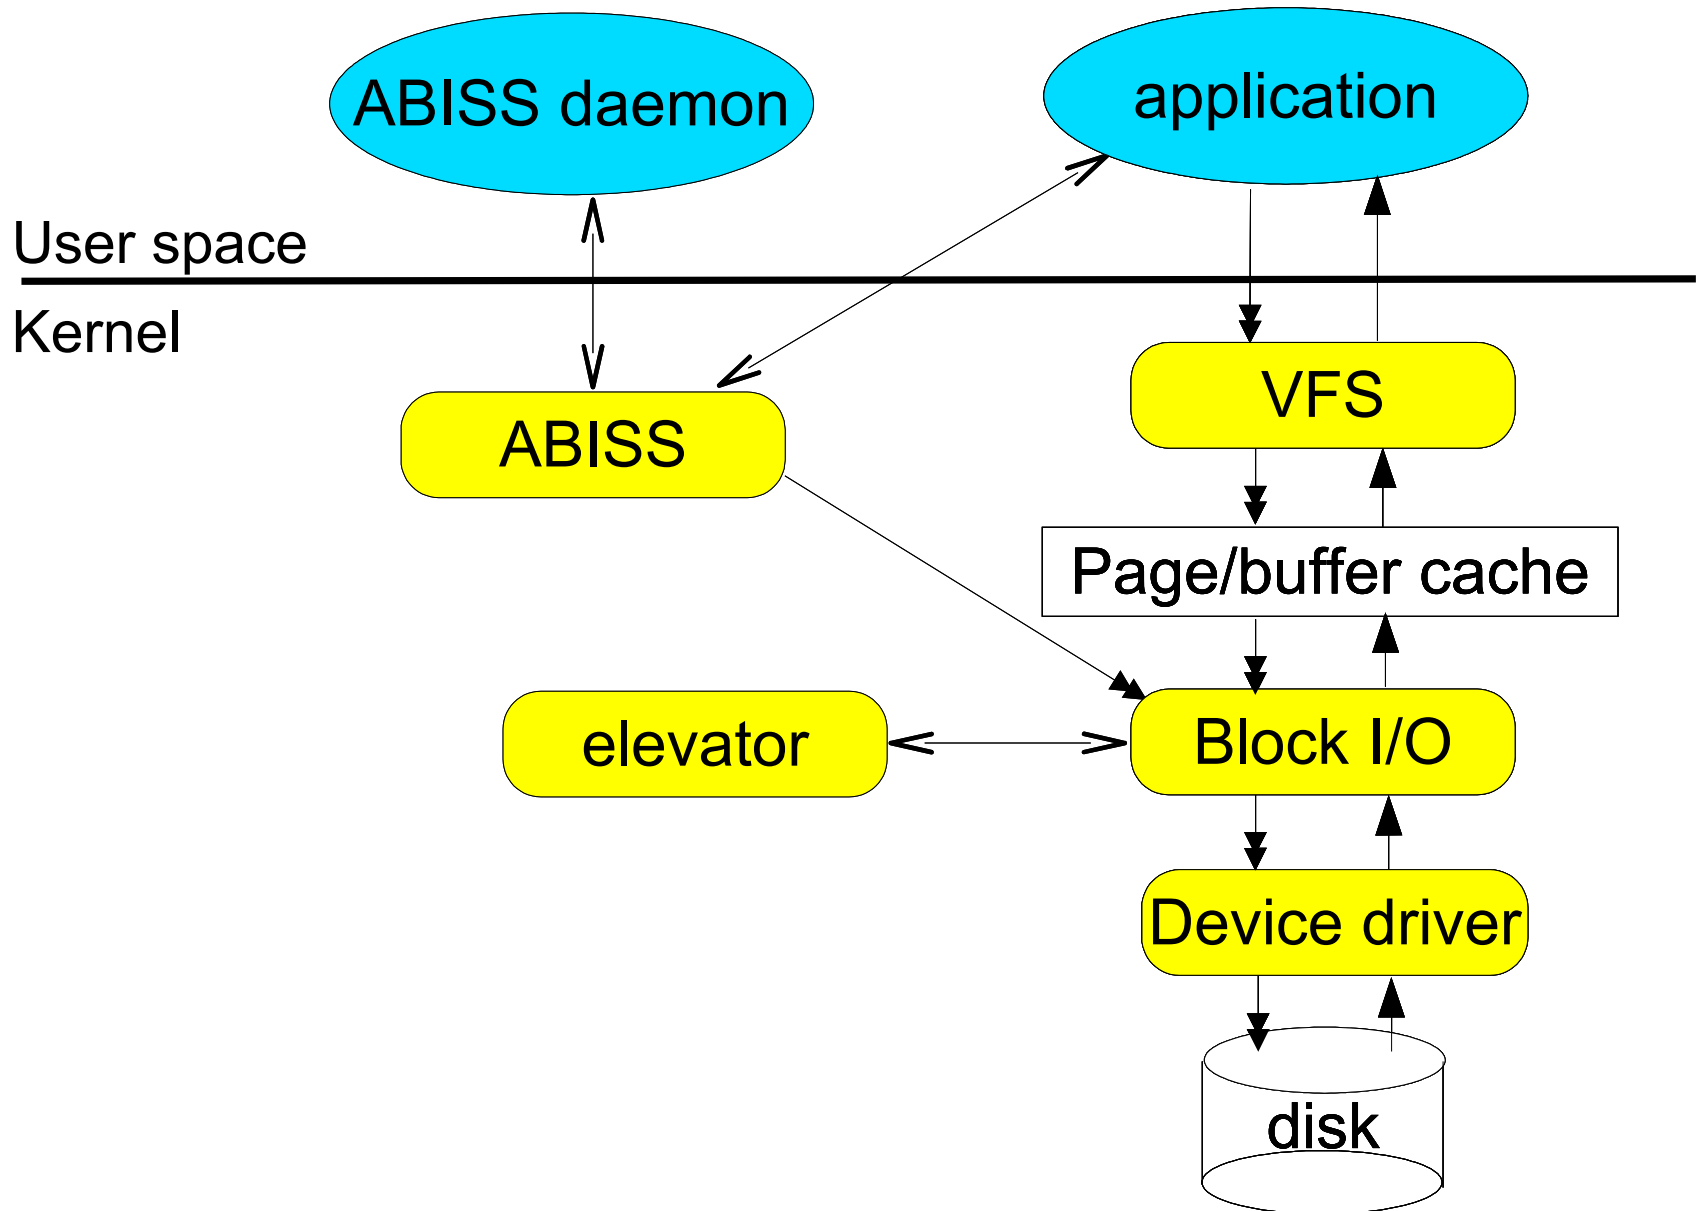 ABISS daemon
application
User space
Kernel
VFS
ABISS
Page/buffer cache
elevator
Block I/O
Device driver
disk